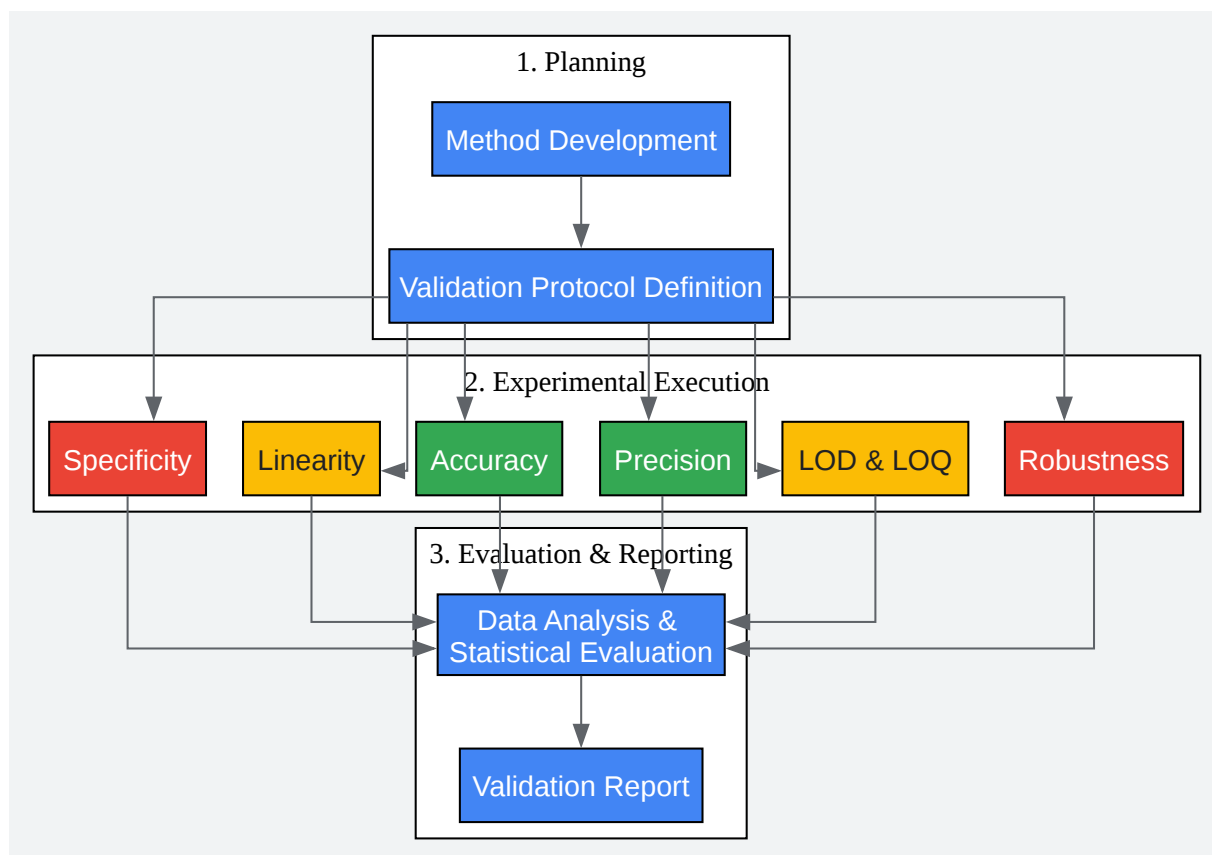 1. Planning
Method Development
Validation Protocol Definition
2. Experimental Execution
Specificity
Linearity
Accuracy
Precision
LOD & LOQ
Robustness
3. Evaluation & Reporting
Data Analysis &
Statistical Evaluation
Validation Report